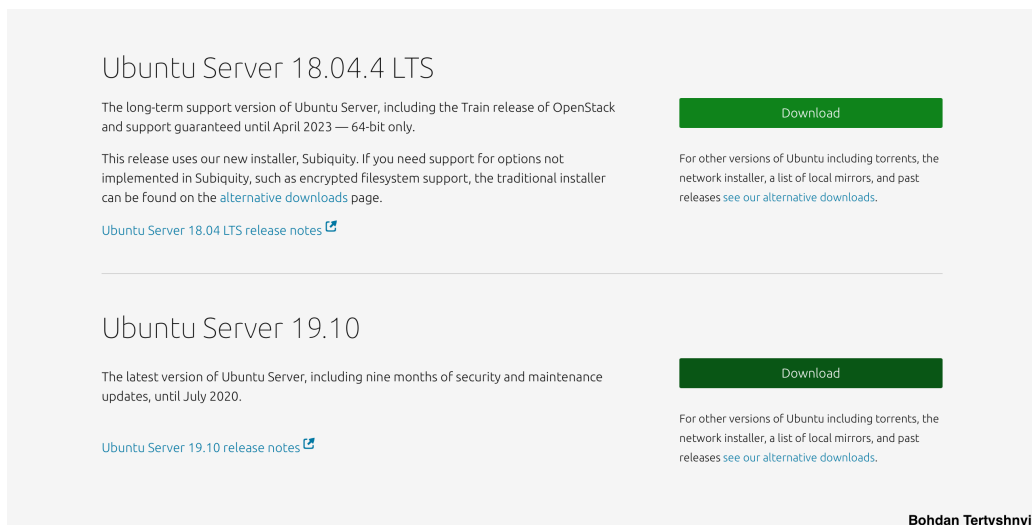 Ubuntu Server 18.04.4 LTS
The long-term support version of Ubuntu Server, including the Train release of OpenStack
and support guaranteed until April 2023 — 64-bit only.
This release uses our new installer, Subiquity. If you need support for options not
implemented in Subiquity, such as encrypted filesystem support, the traditional installer
can be found on the alternative downloads page.
Ubuntu Server 18.04 LTS release notes
Download
For other versions of Ubuntu including torrents, the
network installer, a list of local mirrors, and past
releases see our alternative downloads.
Ubuntu Server 19.10
The latest version of Ubuntu Server, including nine months of security and maintenance
updates, until July 2020.
Ubuntu Server 19.10 release notes
Download
For other versions of Ubuntu including torrents, the
network installer, a list of local mirrors, and past
releases see our alternative downloads.
Bohdan Tertyshnyi